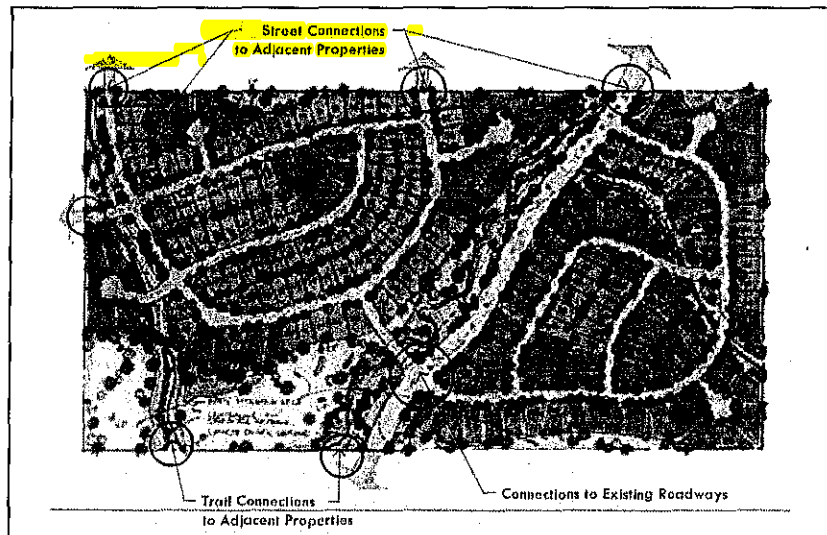 Street Connections
to Adjacent Properties
Trail Connections
to Adjacent Properties
Connections to Existing Roadways